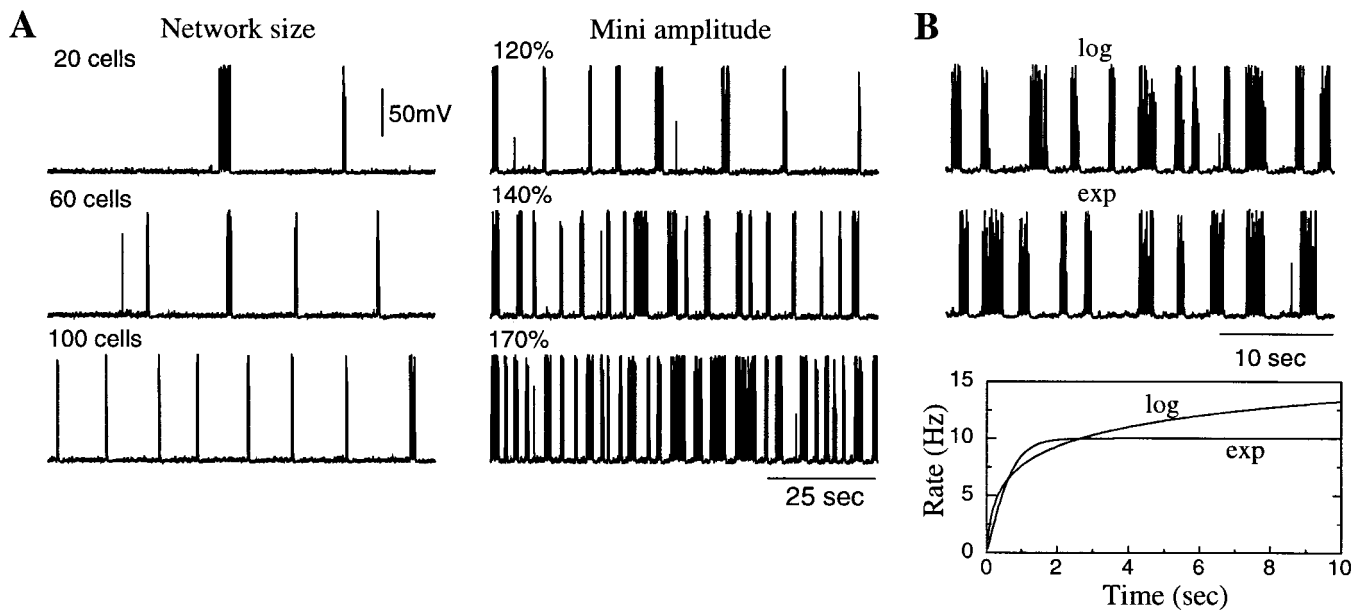 A
Network size
20 cells
50mV
60 cells
100 cells
Mini amplitude
120%
140%
170%
25 sec
B
log
exp
10 sec
15
10
5
0
Rate (Hz)
log
exp
0 2 4 6 8 10
Time (sec)